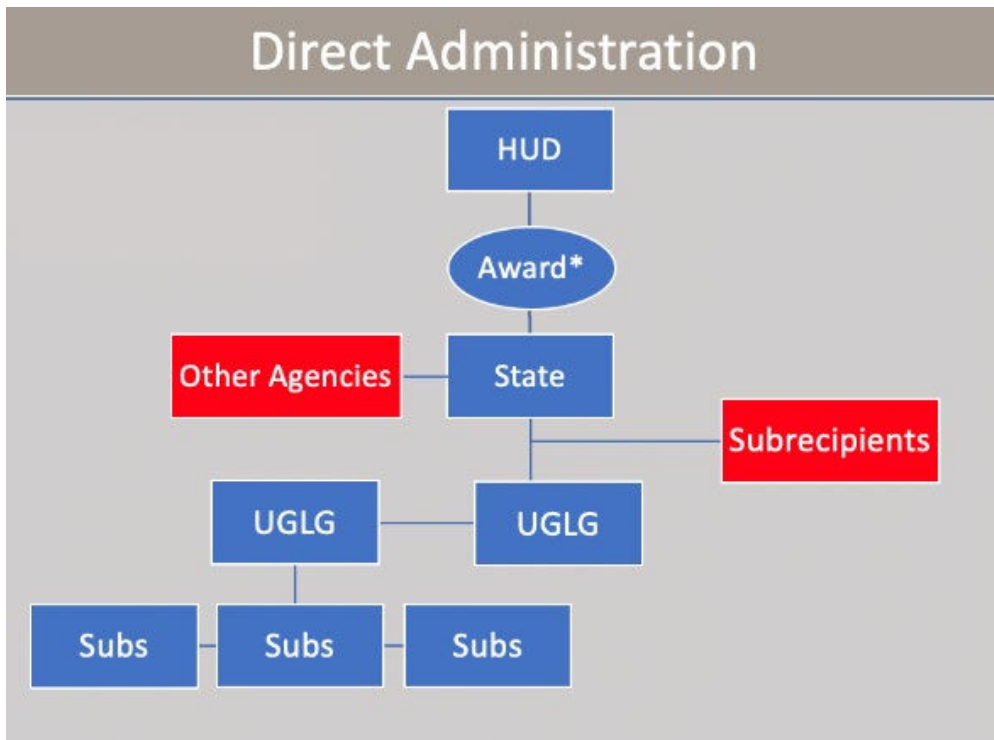 Direct Administration
HUD
Award*
Other Agencies
State
Subrecipients
UGLG
UGLG
Subs
Subs
Subs